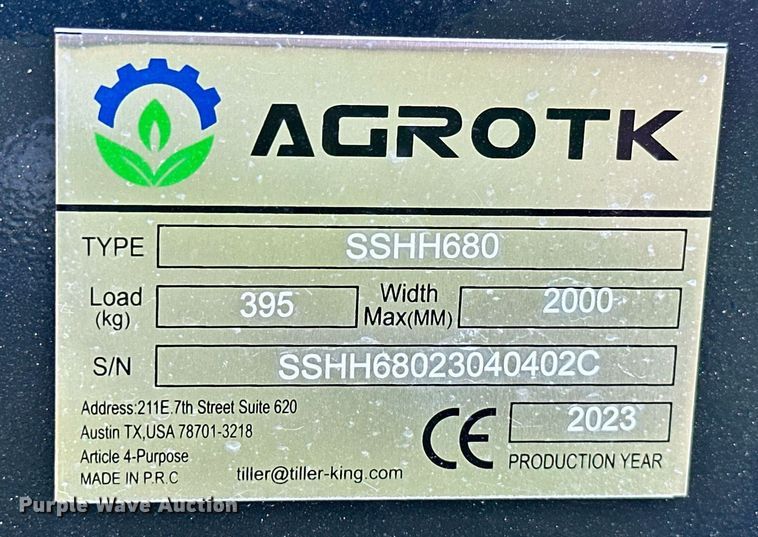 AGROTK
TYPE SSHH680
Load (kg) 395 Width Max(MM) 2000
S/N SSHH68023040402C
Address:211E.7th Street Suite 620
Austin TX,USA 78701-3218
Article 4-Purpose
MADE IN P.R.C tiller@tiller-king.com
CE 2023
PRODUCTION YEAR
Purple Wave Auction